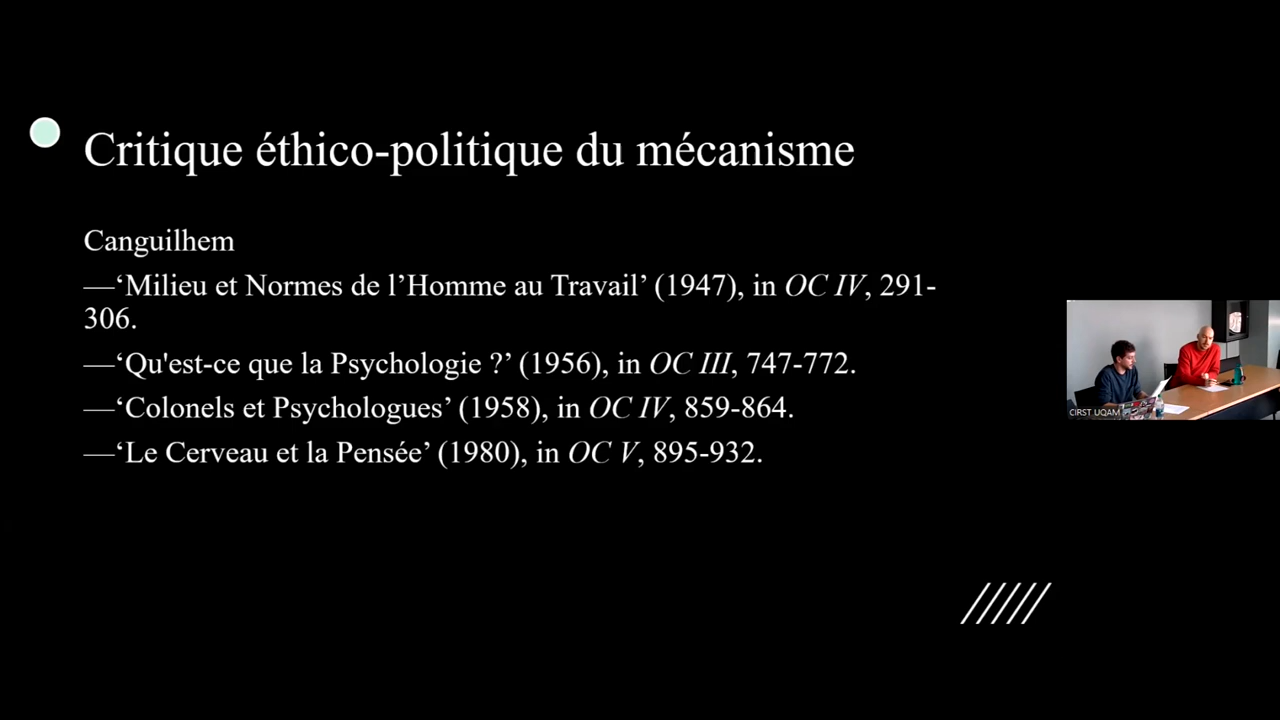 Critique éthico-politique du mécanisme
Canguilhem
—‘Milieu et Normes de l’Homme au Travail’ (1947), in OC IV, 291-
306.
—‘Qu'est-ce que la Psychologie ?’ (1956), in OC III, 747-772.
—‘Colonels et Psychologues’ (1958), in OC IV, 859-864.
—‘Le Cerveau et la Pensée’ (1980), in OC V, 895-932.
CIRST UQAM